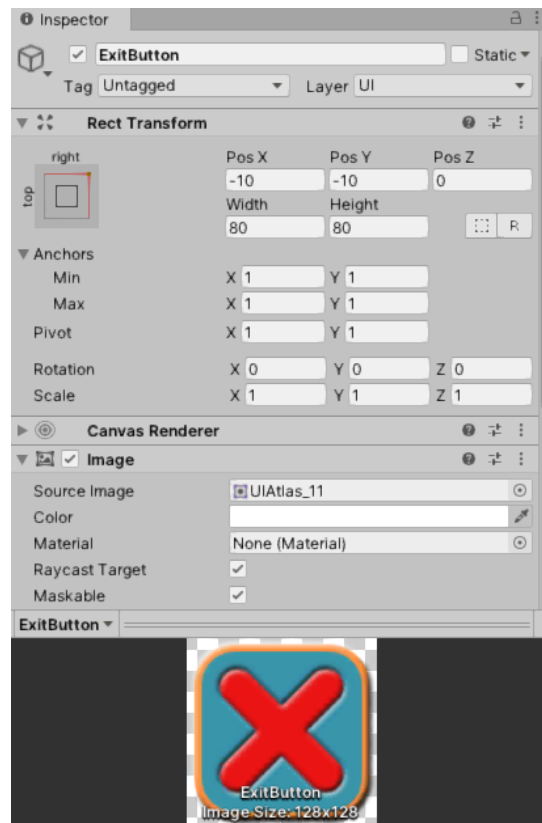 Inspector
ExitButton Static
Tag Untagged Layer UI
Rect Transform
right
top
Pos X Pos Y Pos Z
-10 -10 0
Width Height
80 80 R
Anchors
Min X 1 Y 1
Max X 1 Y 1
Pivot X 1 Y 1
Rotation X 0 Y 0 Z 0
Scale X 1 Y 1 Z 1
Canvas Renderer
Image
Source Image UIAtlas_11
Color
Material None (Material)
Raycast Target
Maskable
ExitButton
ExitButton
Image Size: 128x128